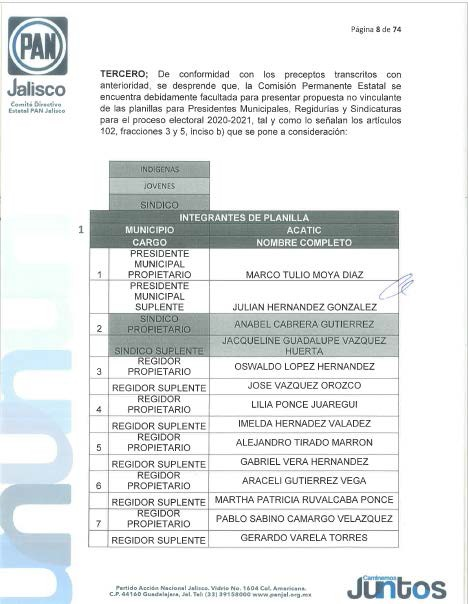 PAN
Jalisco
Comité Directivo
Estatal PAN Jalisco
Página 8 de 74
TERCERO; De conformidad con los preceptos transcritos con
anterioridad, se desprende que, la Comisión Permanente Estatal se
encuentra debidamente facultada para presentar propuesta no vinculante
de las planillas para Presidentes Municipales, Regidurías y Sindicaturas
para el proceso electoral 2020-2021, tal y como lo señalan los artículos
102, fracciones 3 y 5, inciso b) que se pone a consideración:
INDIGENAS
JOVENES
SINDICO
INTEGRANTES DE PLANILLA
1 MUNICIPIO ACATIC
CARGO NOMBRE COMPLETO
1 PRESIDENTE MUNICIPAL PROPIETARIO MARCO TULIO MOYA DIAZ
PRESIDENTE MUNICIPAL SUPLENTE JULIAN HERNANDEZ GONZALEZ
2 SINDICO PROPIETARIO ANABEL CABRERA GUTIERREZ
SINDICO SUPLENTE JACQUELINE GUADALUPE VAZQUEZ HUERTA
3 REGIDOR PROPIETARIO OSWALDO LOPEZ HERNANDEZ
REGIDOR SUPLENTE JOSE VAZQUEZ OROZCO
4 REGIDOR PROPIETARIO LILIA PONCE JUAREGUI
REGIDOR SUPLENTE IMELDA HERNADEZ VALADEZ
5 REGIDOR PROPIETARIO ALEJANDRO TIRADO MARRON
REGIDOR SUPLENTE GABRIEL VERA HERNANDEZ
6 REGIDOR PROPIETARIO ARACELI GUTIERREZ VEGA
REGIDOR SUPLENTE MARTHA PATRICIA RUVALCABA PONCE
7 REGIDOR PROPIETARIO PABLO SABINO CAMARGO VELAZQUEZ
REGIDOR SUPLENTE GERARDO VARELA TORRES
Partido Acción Nacional Jalisco. Vidrio No. 1604 Col. Americana.
C.P. 44160 Guadalajara, Jal. Tel: (33) 39158000 www.panjal.org.mx
Caminemos
Juntos